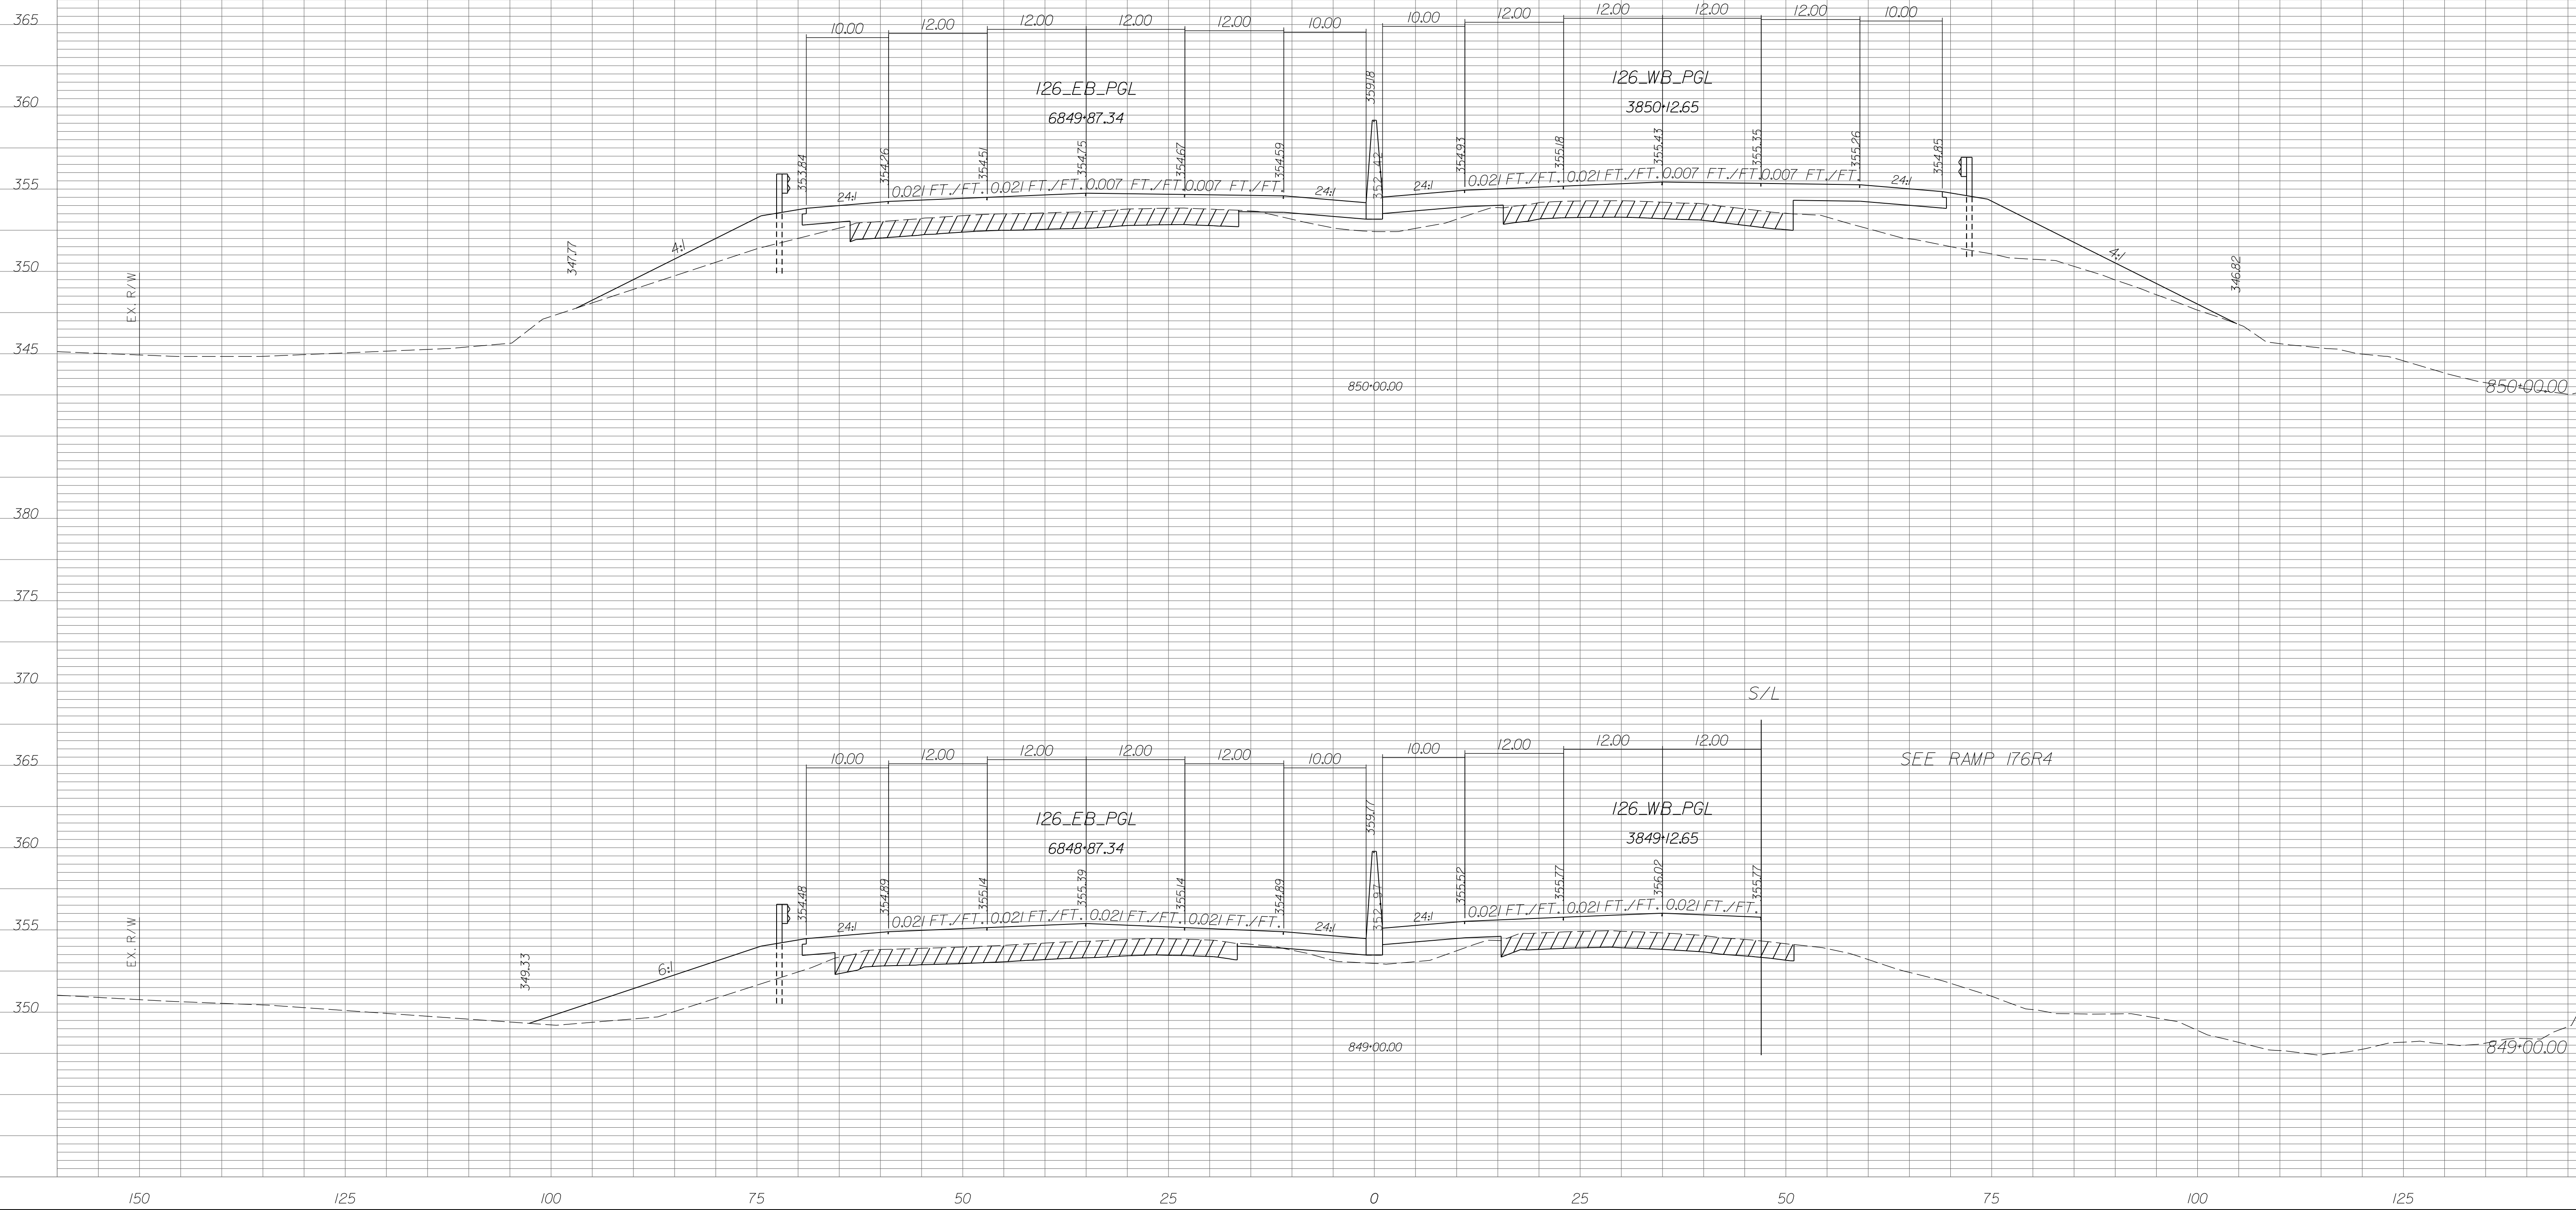 365
360
355
350
345
10.00 12.00 12.00 12.00 12.00 10.00 10.00 12.00 12.00 12.00 12.00 10.00
126_EB_PGL
6849+87.34
126_WB_PGL
3850+12.65
359.18
353.84 354.26 354.51 354.75 354.67 354.59 352.42 354.93 355.18 355.43 355.35 355.26 354.85
24:1 0.021 FT./FT. 0.021 FT./FT. 0.007 FT./FT. 0.007 FT./FT. 24:1 24:1 0.021 FT./FT. 0.021 FT./FT. 0.007 FT./FT. 0.007 FT./FT. 24:1
4:1
4:1
347.77
346.82
EX. R/W
850+00.00
850+00.00
380
375
370
365
360
355
350
S/L
SEE RAMP 176R4
10.00 12.00 12.00 12.00 12.00 10.00 10.00 12.00 12.00 12.00
126_EB_PGL
6848+87.34
126_WB_PGL
3849+12.65
359.77
354.48 354.89 355.14 355.39 355.14 354.89 352.97 355.52 355.77 356.02 355.77
24:1 0.021 FT./FT. 0.021 FT./FT. 0.021 FT./FT. 0.021 FT./FT. 24:1 24:1 0.021 FT./FT. 0.021 FT./FT. 0.021 FT./FT.
6:1
349.33
EX. R/W
849+00.00
849+00.00
150 125 100 75 50 25 0 25 50 75 100 125